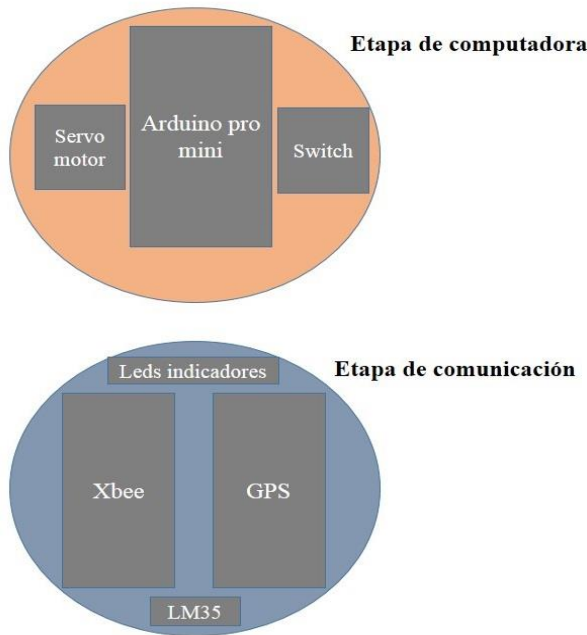 Etapa de computadora
Arduino pro
mini
Servo
motor
Switch
Etapa de comunicación
Leds indicadores
Xbee
GPS
LM35